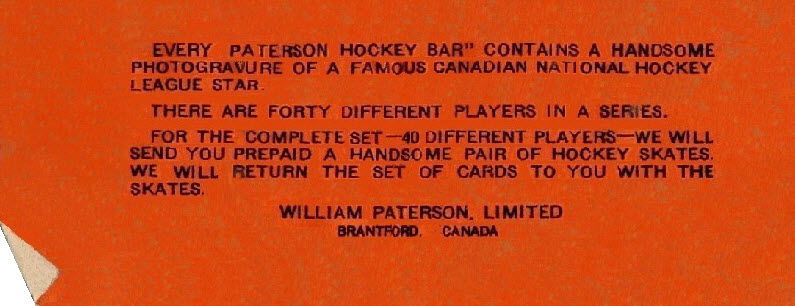 EVERY PATERSON HOCKEY BAR" CONTAINS A HANDSOME
PHOTOGRAVURE OF A FAMOUS CANADIAN NATIONAL HOCKEY
LEAGUE STAR.
THERE ARE FORTY DIFFERENT PLAYERS IN A SERIES.
FOR THE COMPLETE SET—40 DIFFERENT PLAYERS—WE WILL
SEND YOU PREPAID A HANDSOME PAIR OF HOCKEY SKATES.
WE WILL RETURN THE SET OF CARDS TO YOU WITH THE
SKATES.
WILLIAM PATERSON, LIMITED
BRANTFORD, CANADA